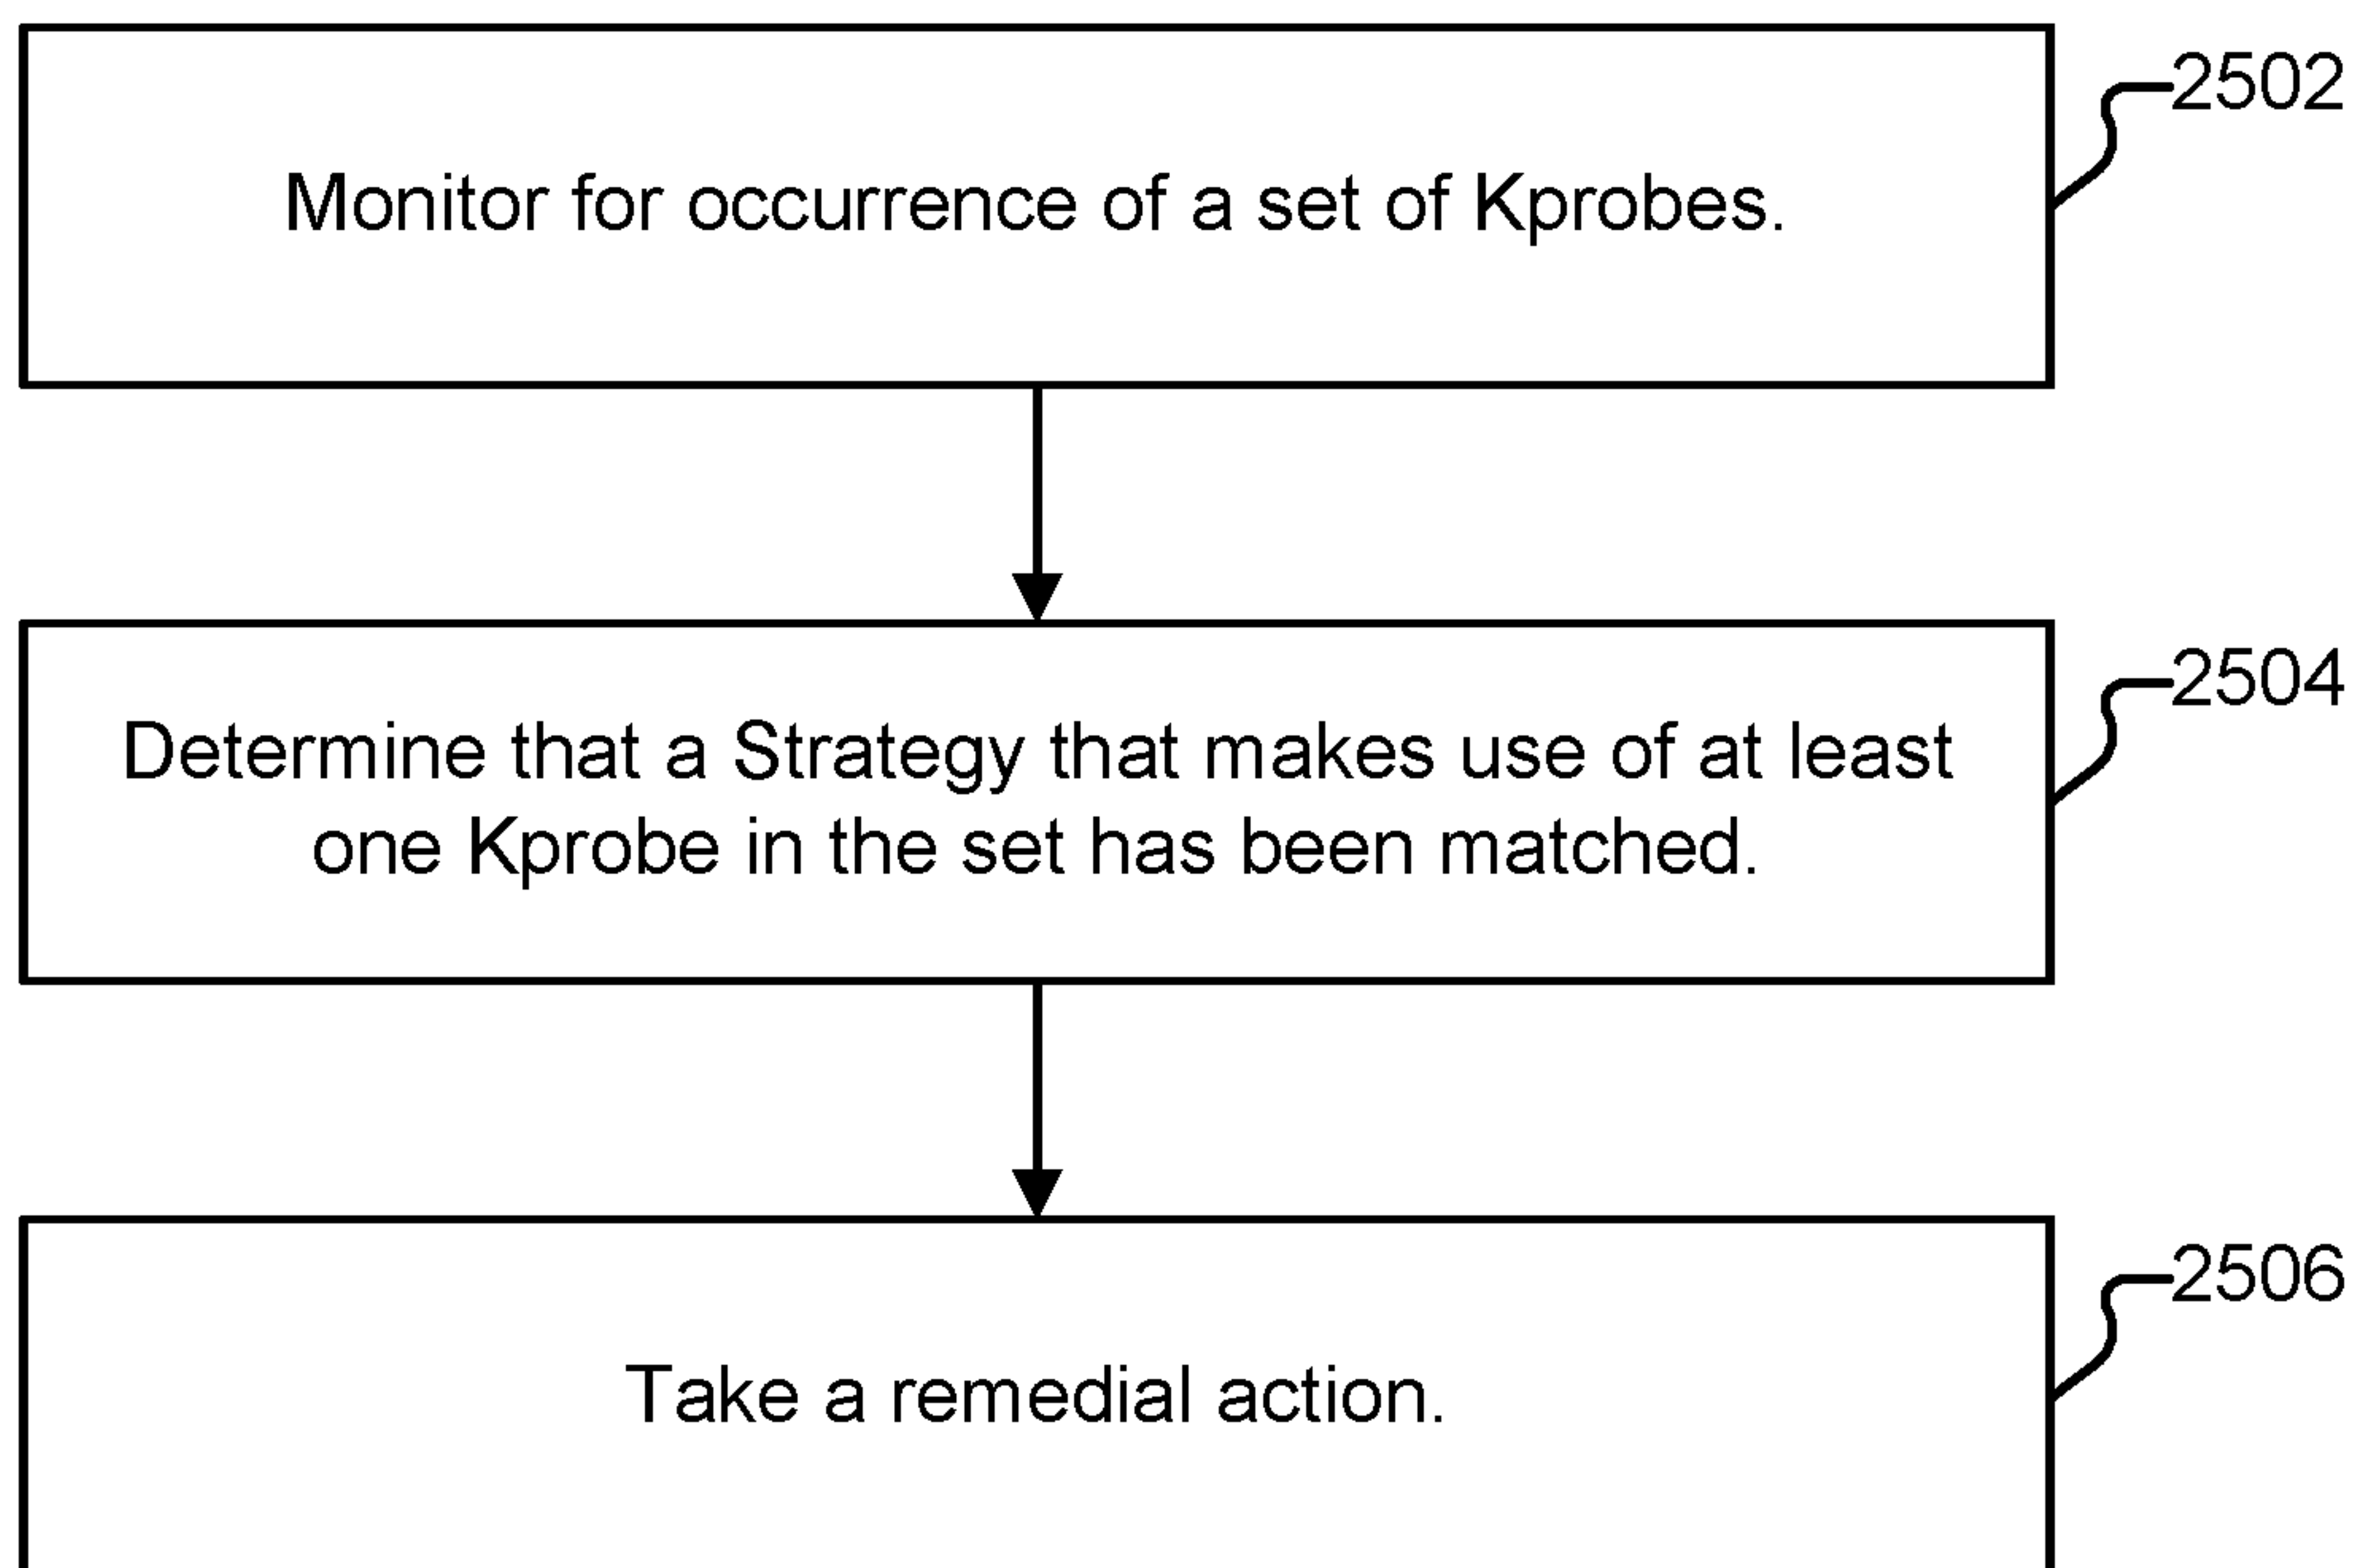 2502
Monitor for occurrence of a set of Kprobes.
2504
Determine that a Strategy that makes use of at least
one Kprobe in the set has been matched.
2506
Take a remedial action.